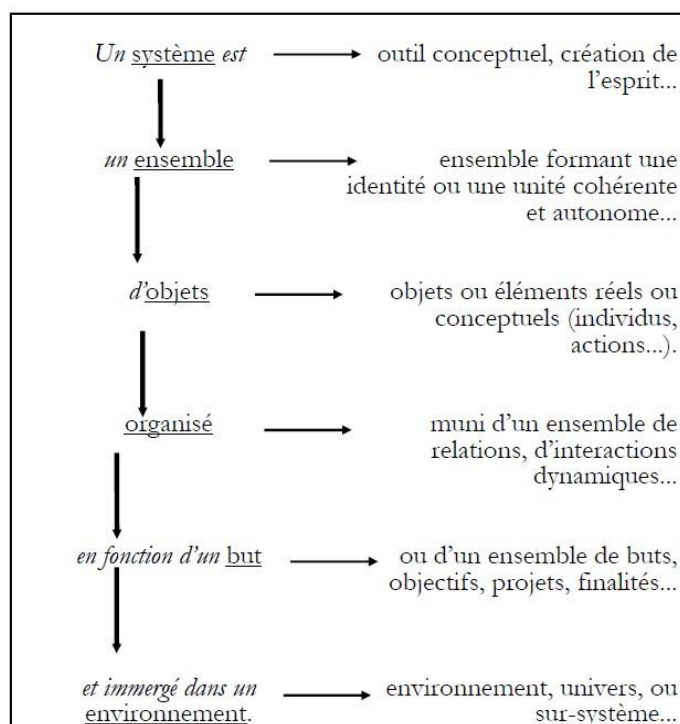 Un système est
outil conceptuel, création de
l'esprit...
un ensemble
ensemble formant une
identité ou une unité cohérente
et autonome...
d'objets
objets ou éléments réels ou
conceptuels (individus,
actions...).
organisé
muni d'un ensemble de
relations, d'interactions
dynamiques...
en fonction d'un but
ou d'un ensemble de buts,
objectifs, projets, finalités...
et immergé dans un
environnement.
environnement, univers, ou
sur-système...